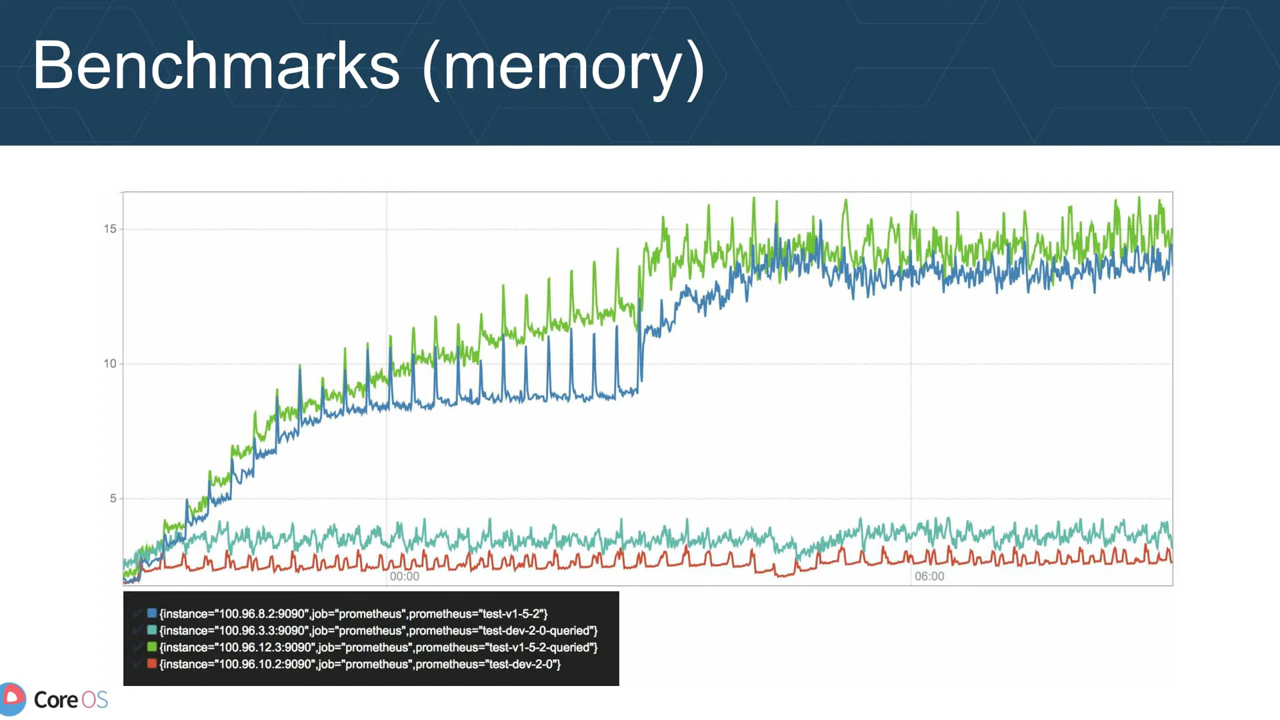 Benchmarks (memory)
15
10
5
00:00
06:00
{instance="100.96.8.2:9090",job="prometheus",prometheus="test-v1-5-2"}
{instance="100.96.3.3:9090",job="prometheus",prometheus="test-dev-2-0-queried"}
{instance="100.96.12.3:9090",job="prometheus",prometheus="test-v1-5-2-queried"}
{instance="100.96.10.2:9090",job="prometheus",prometheus="test-dev-2-0"}
Core OS